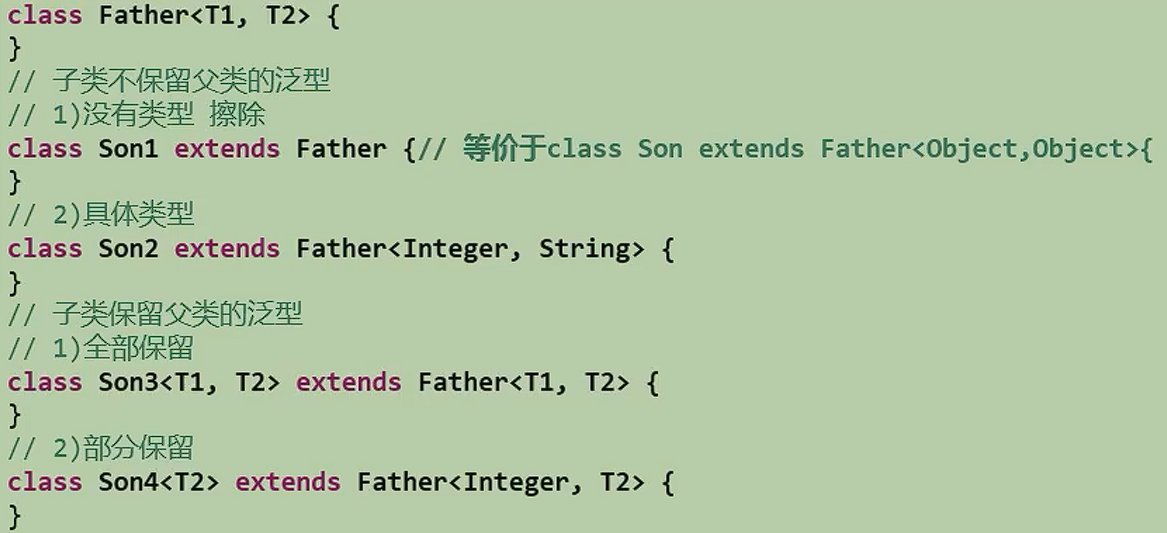 class Father<T1, T2> {
}
// 子类不保留父类的泛型
// 1)没有类型 擦除
class Son1 extends Father {// 等价于class Son extends Father<Object,Object>{
}
// 2)具体类型
class Son2 extends Father<Integer, String> {
}
// 子类保留父类的泛型
// 1)全部保留
class Son3<T1, T2> extends Father<T1, T2> {
}
// 2)部分保留
class Son4<T2> extends Father<Integer, T2> {
}